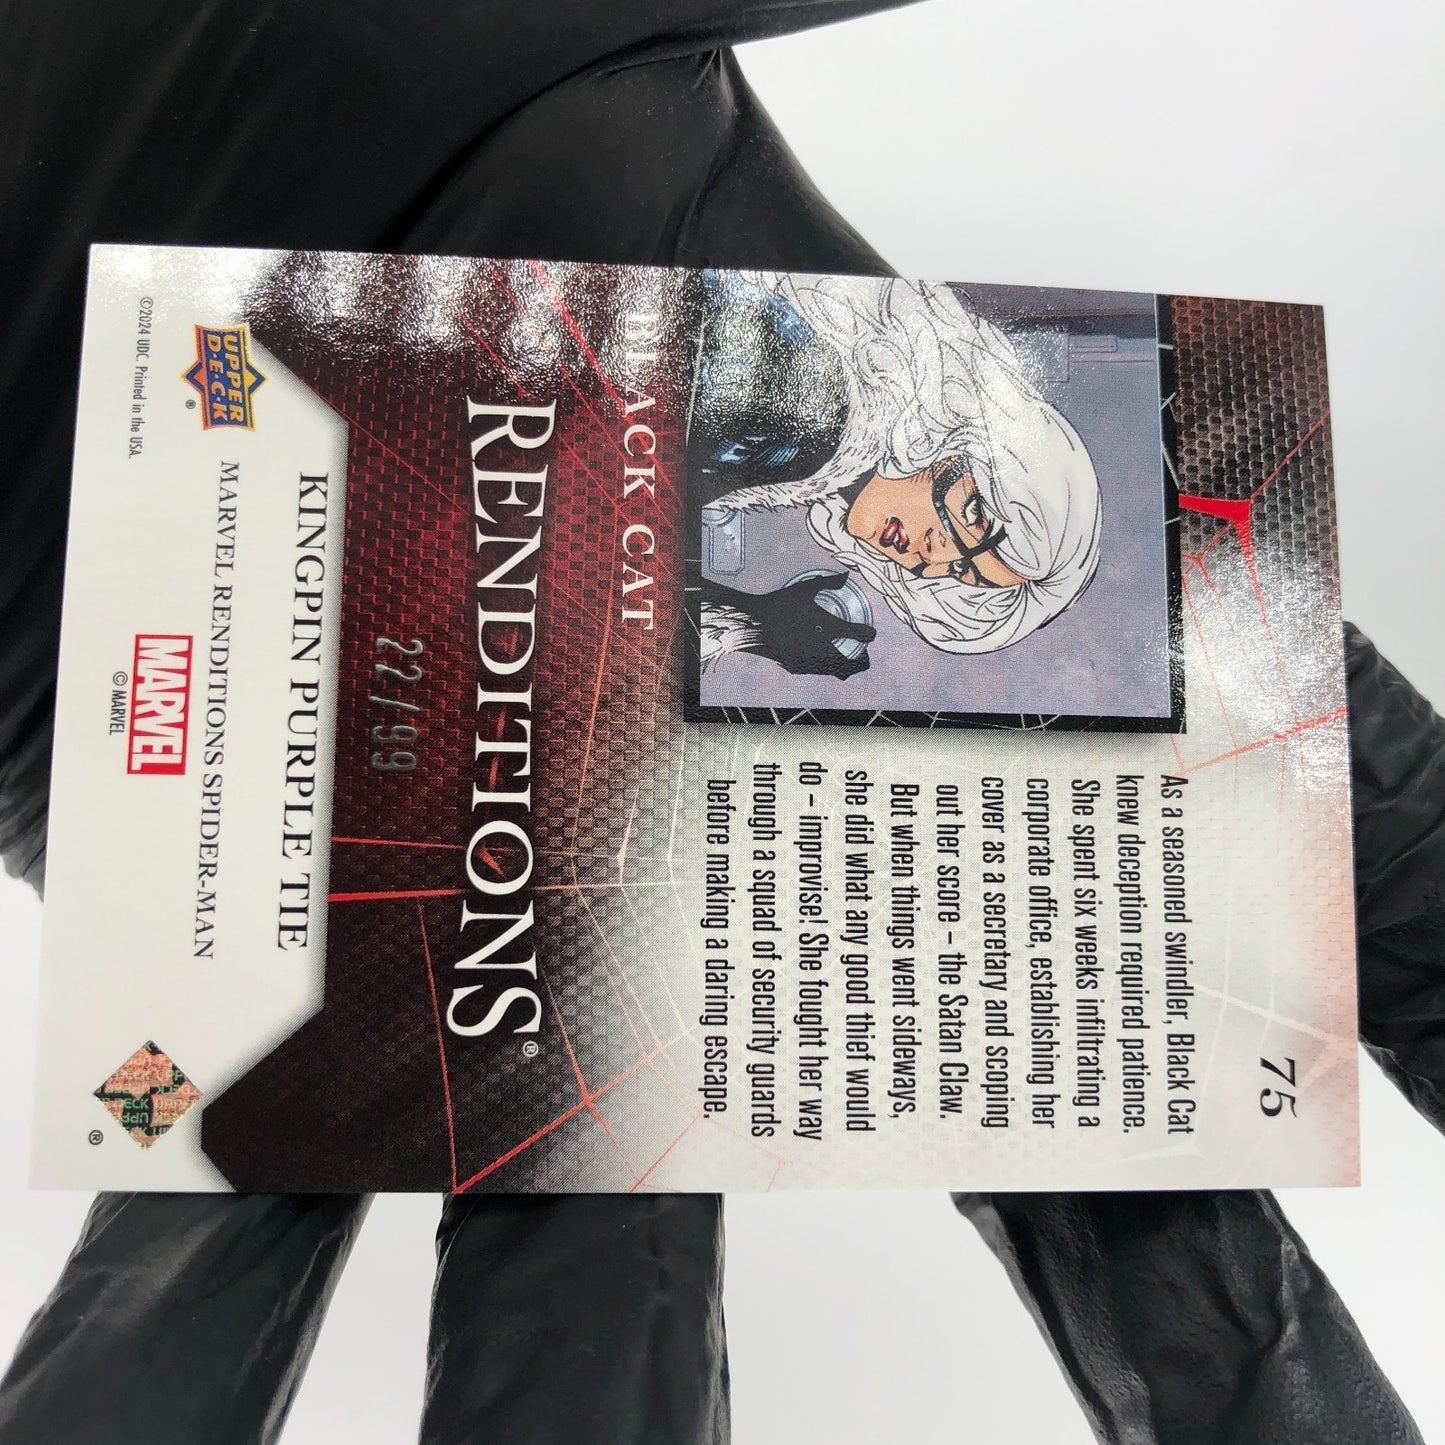 75
As a seasoned swindler, Black Cat
knew deception required patience.
She spent six weeks infiltrating a
corporate office, establishing her
cover as a secretary and scoping
out her score – the Satan Claw.
But when things went sideways,
she did what any good thief would
do – improvise! She fought her way
through a squad of security guards
before making a daring escape.
BLACK CAT
RENDITIONS®
22/99
KINGPIN PURPLE TIE
MARVEL RENDITIONS SPIDER-MAN
UPPER
D•E•C•K
®
MARVEL
© MARVEL
©2024 UDC. Printed in the USA.
®